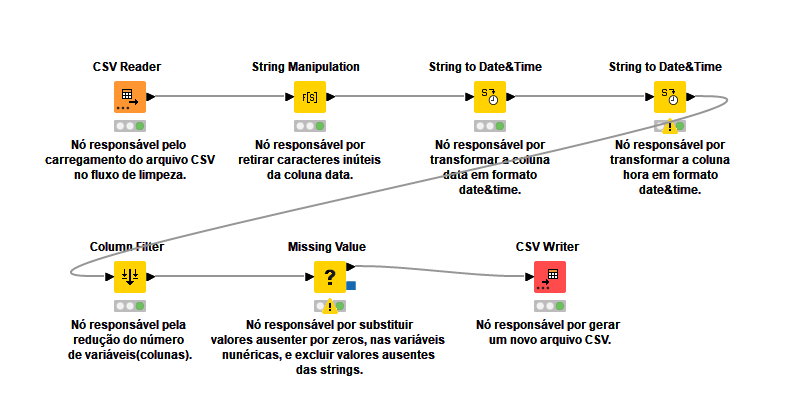 CSV Reader
String Manipulation
String to Date&Time
String to Date&Time
F[S]
S
S
Nó responsável pelo
carregamento do arquivo CSV
no fluxo de limpeza.
Nó responsável por
retirar caracteres inúteis
da coluna data.
Nó responsável por
transformar a coluna
data em formato
date&time.
Nó responsável por
transformar a coluna
hora em formato
date&time.
Column Filter
Missing Value
CSV Writer
?
Nó responsável pela
redução do número
de variáveis(colunas).
Nó responsável por substituir
valores ausenter por zeros, nas variáveis
nunéricas, e excluir valores ausentes
das strings.
Nó responsável por gerar
um novo arquivo CSV.